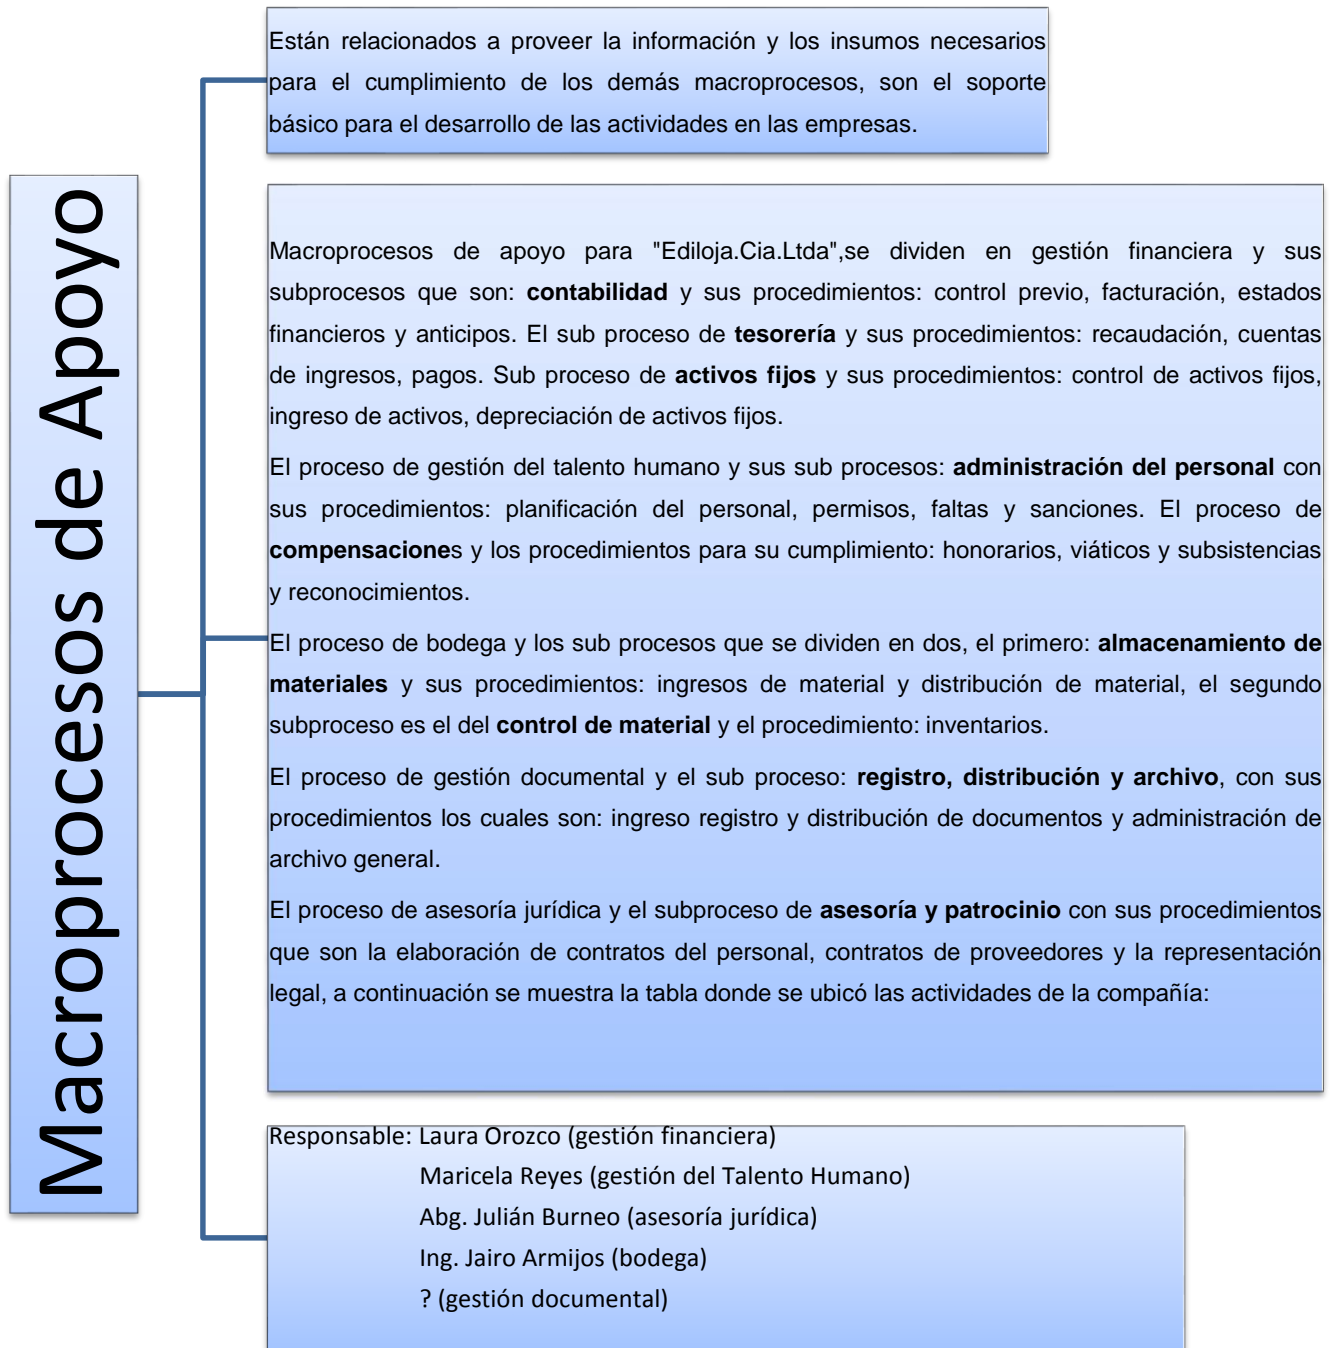 Macroprocesos de Apoyo
Están relacionados a proveer la información y los insumos necesarios
para el cumplimiento de los demás macroprocesos, son el soporte
básico para el desarrollo de las actividades en las empresas.
Macroprocesos de apoyo para "Ediloja.Cia.Ltda",se dividen en gestión financiera y sus
subprocesos que son: contabilidad y sus procedimientos: control previo, facturación, estados
financieros y anticipos. El sub proceso de tesorería y sus procedimientos: recaudación, cuentas
de ingresos, pagos. Sub proceso de activos fijos y sus procedimientos: control de activos fijos,
ingreso de activos, depreciación de activos fijos.
El proceso de gestión del talento humano y sus sub procesos: administración del personal con
sus procedimientos: planificación del personal, permisos, faltas y sanciones. El proceso de
compensaciones y los procedimientos para su cumplimiento: honorarios, viáticos y subsistencias
y reconocimientos.
El proceso de bodega y los sub procesos que se dividen en dos, el primero: almacenamiento de
materiales y sus procedimientos: ingresos de material y distribución de material, el segundo
subproceso es el del control de material y el procedimiento: inventarios.
El proceso de gestión documental y el sub proceso: registro, distribución y archivo, con sus
procedimientos los cuales son: ingreso registro y distribución de documentos y administración de
archivo general.
El proceso de asesoría jurídica y el subproceso de asesoría y patrocinio con sus procedimientos
que son la elaboración de contratos del personal, contratos de proveedores y la representación
legal, a continuación se muestra la tabla donde se ubicó las actividades de la compañía:
Responsable: Laura Orozco (gestión financiera)
Maricela Reyes (gestión del Talento Humano)
Abg. Julián Burneo (asesoría jurídica)
Ing. Jairo Armijos (bodega)
? (gestión documental)